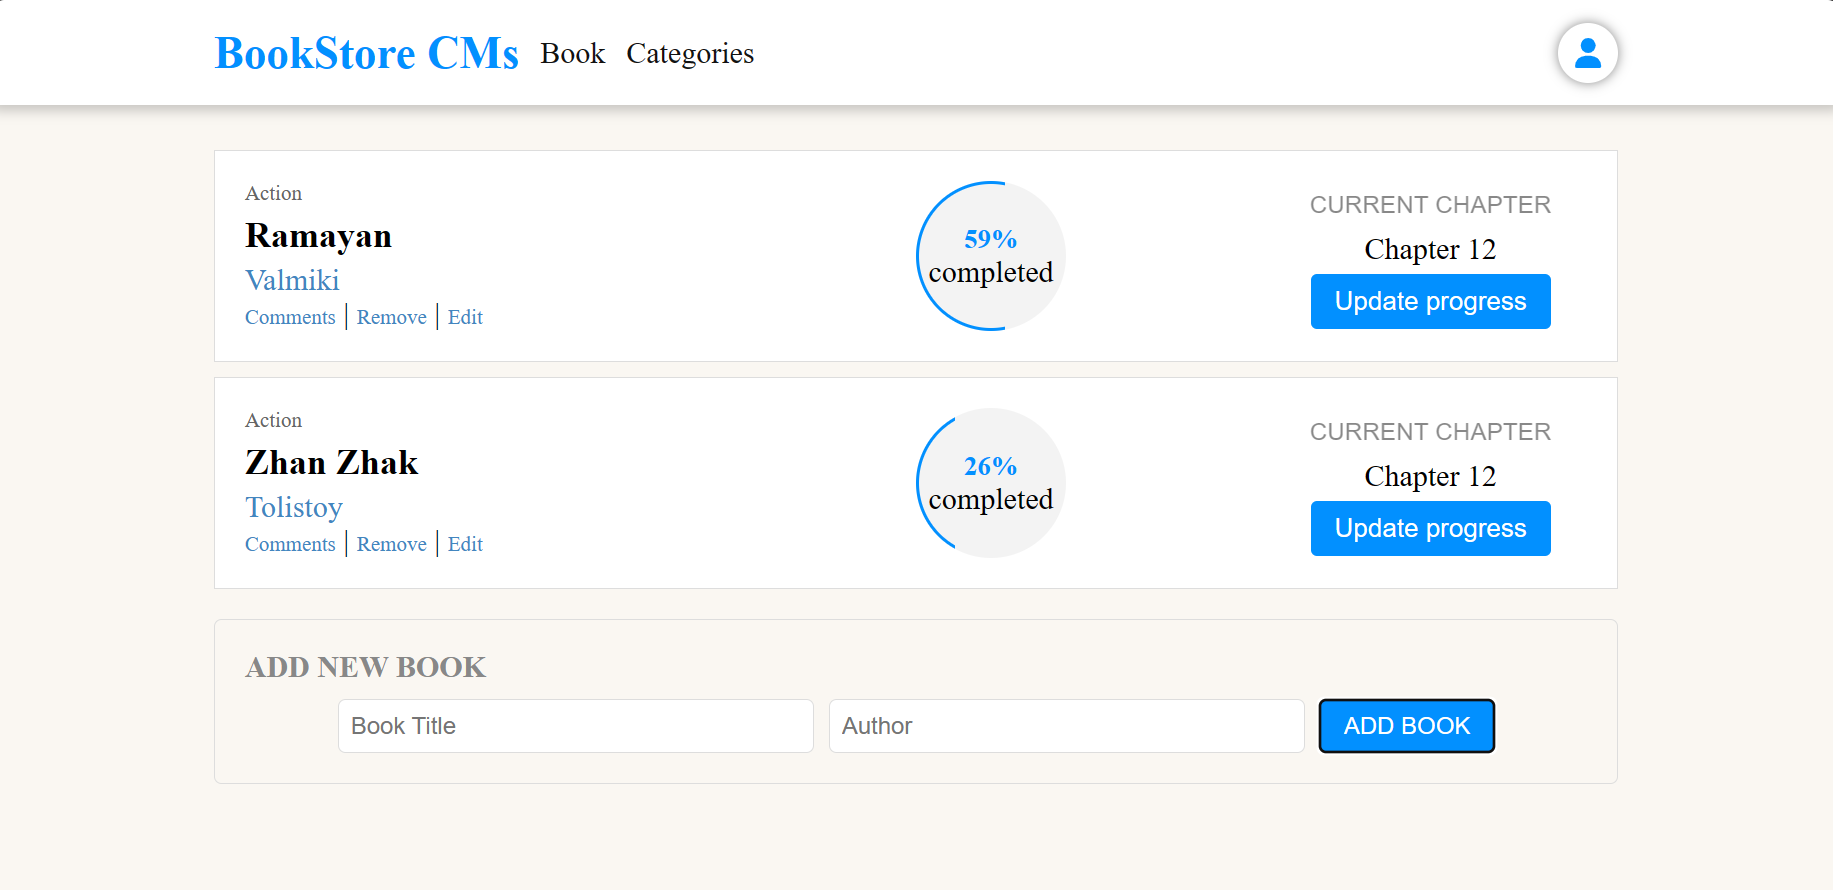 BookStore CMs Book Categories
Action
Ramayan
Valmiki
Comments | Remove | Edit
59%
completed
CURRENT CHAPTER
Chapter 12
Update progress
Action
Zhan Zhak
Tolistoy
Comments | Remove | Edit
26%
completed
CURRENT CHAPTER
Chapter 12
Update progress
ADD NEW BOOK
Book Title
Author
ADD BOOK